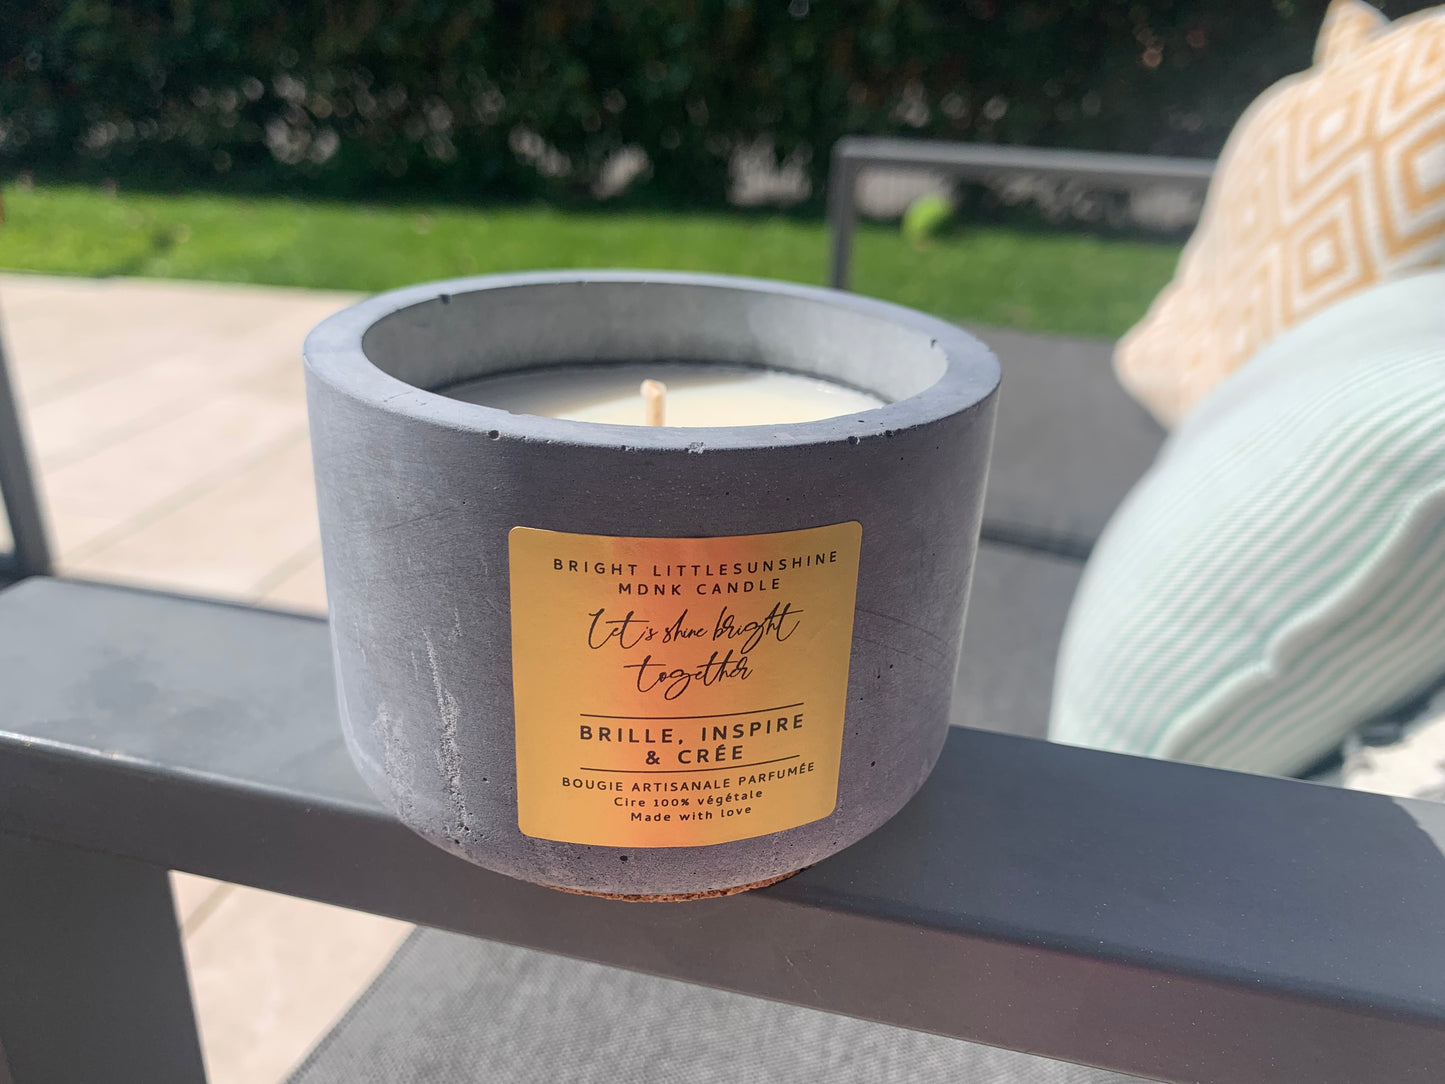 BRIGHT LITTLESUNSHINE
MDNK CANDLE
Let's shine bright
together
BRILLE, INSPIRE
& CRÉE
BOUGIE ARTISANALE PARFUMÉE
Cire 100% végétale
Made with love